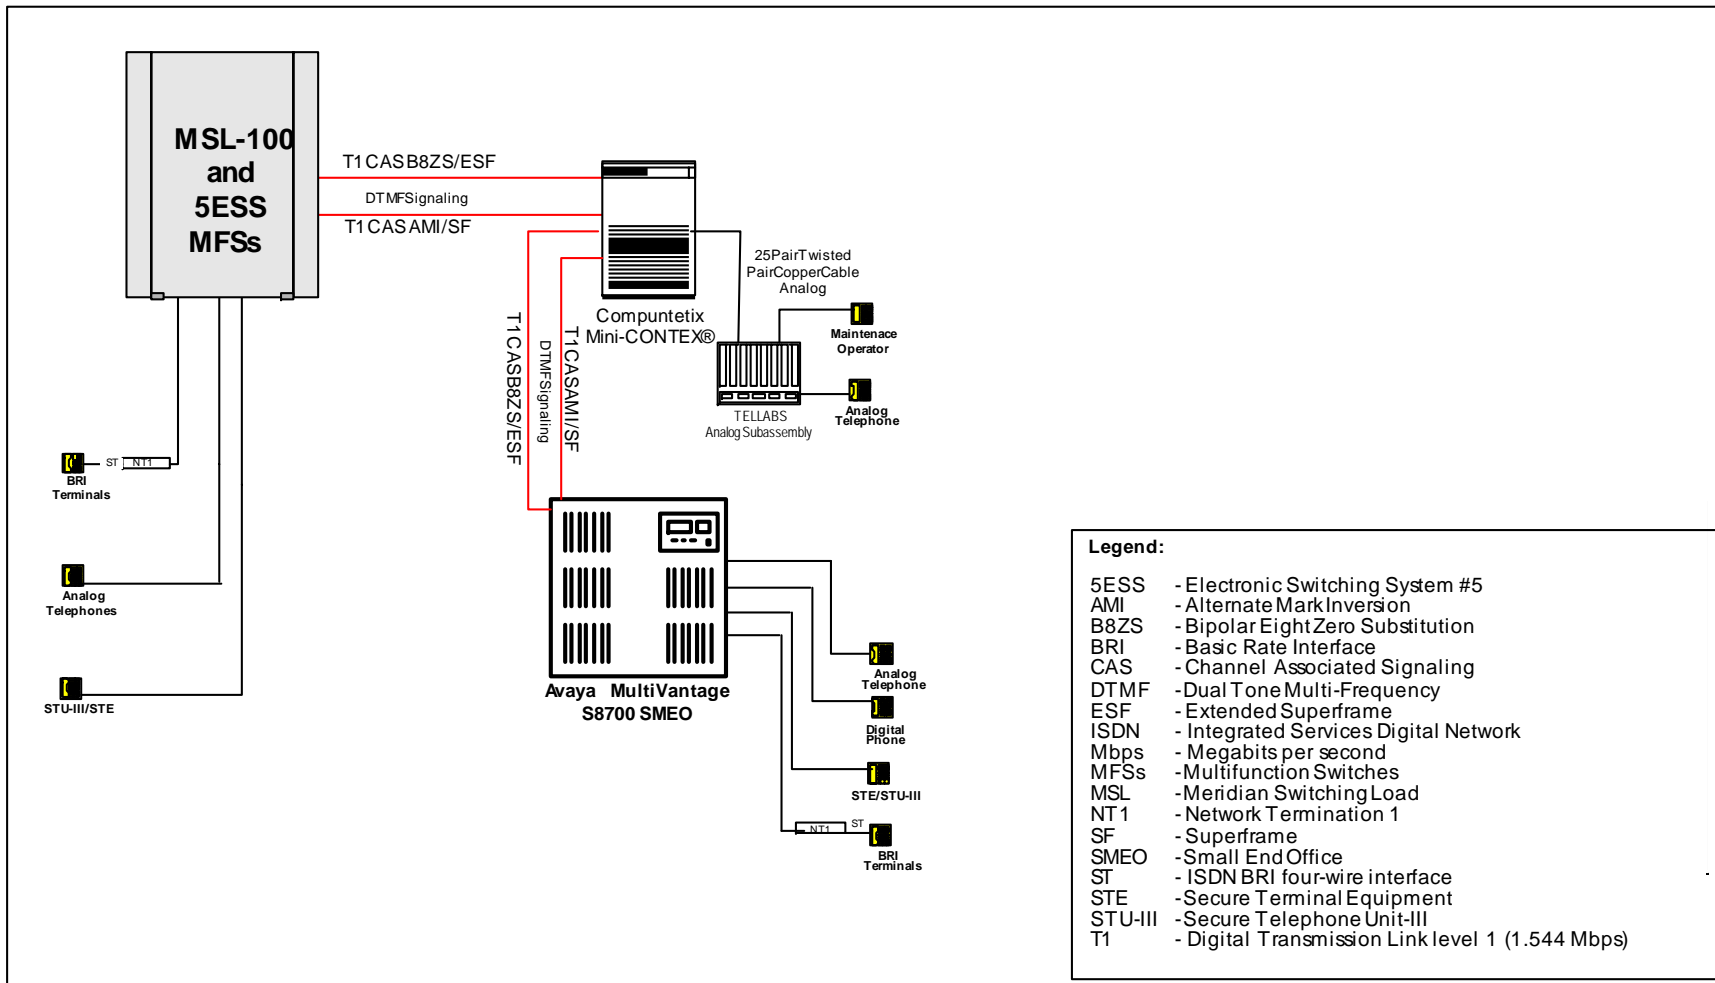 MSL-100
and
5ESS
MFSs
T1 CAS B8ZS/ESF
DTMF Signaling
T1 CAS AMI/SF
Compuntetix
Mini-CONTEX®
25 Pair Twisted
Pair Copper Cable
Analog
Maintenace
Operator
Analog
Telephone
TELLABS
Analog Subassembly
T1 CAS B8ZS/ESF
DTMF Signaling
T1 CAS AMI/SF
ST NT1
BRI
Terminals
Analog
Telephones
STU-III/STE
Avaya MultiVantage
S8700 SMEO
Analog
Telephone
Digital
Phone
STE/STU-III
NT1 ST
BRI
Terminals
Legend:
5ESS - Electronic Switching System #5
AMI - Alternate Mark Inversion
B8ZS - Bipolar Eight Zero Substitution
BRI - Basic Rate Interface
CAS - Channel Associated Signaling
DTMF - Dual Tone Multi-Frequency
ESF - Extended Superframe
ISDN - Integrated Services Digital Network
Mbps - Megabits per second
MFSs - Multifunction Switches
MSL - Meridian Switching Load
NT1 - Network Termination 1
SF - Superframe
SMEO - Small End Office
ST - ISDN BRI four-wire interface
STE - Secure Terminal Equipment
STU-III - Secure Telephone Unit-III
T1 - Digital Transmission Link level 1 (1.544 Mbps)